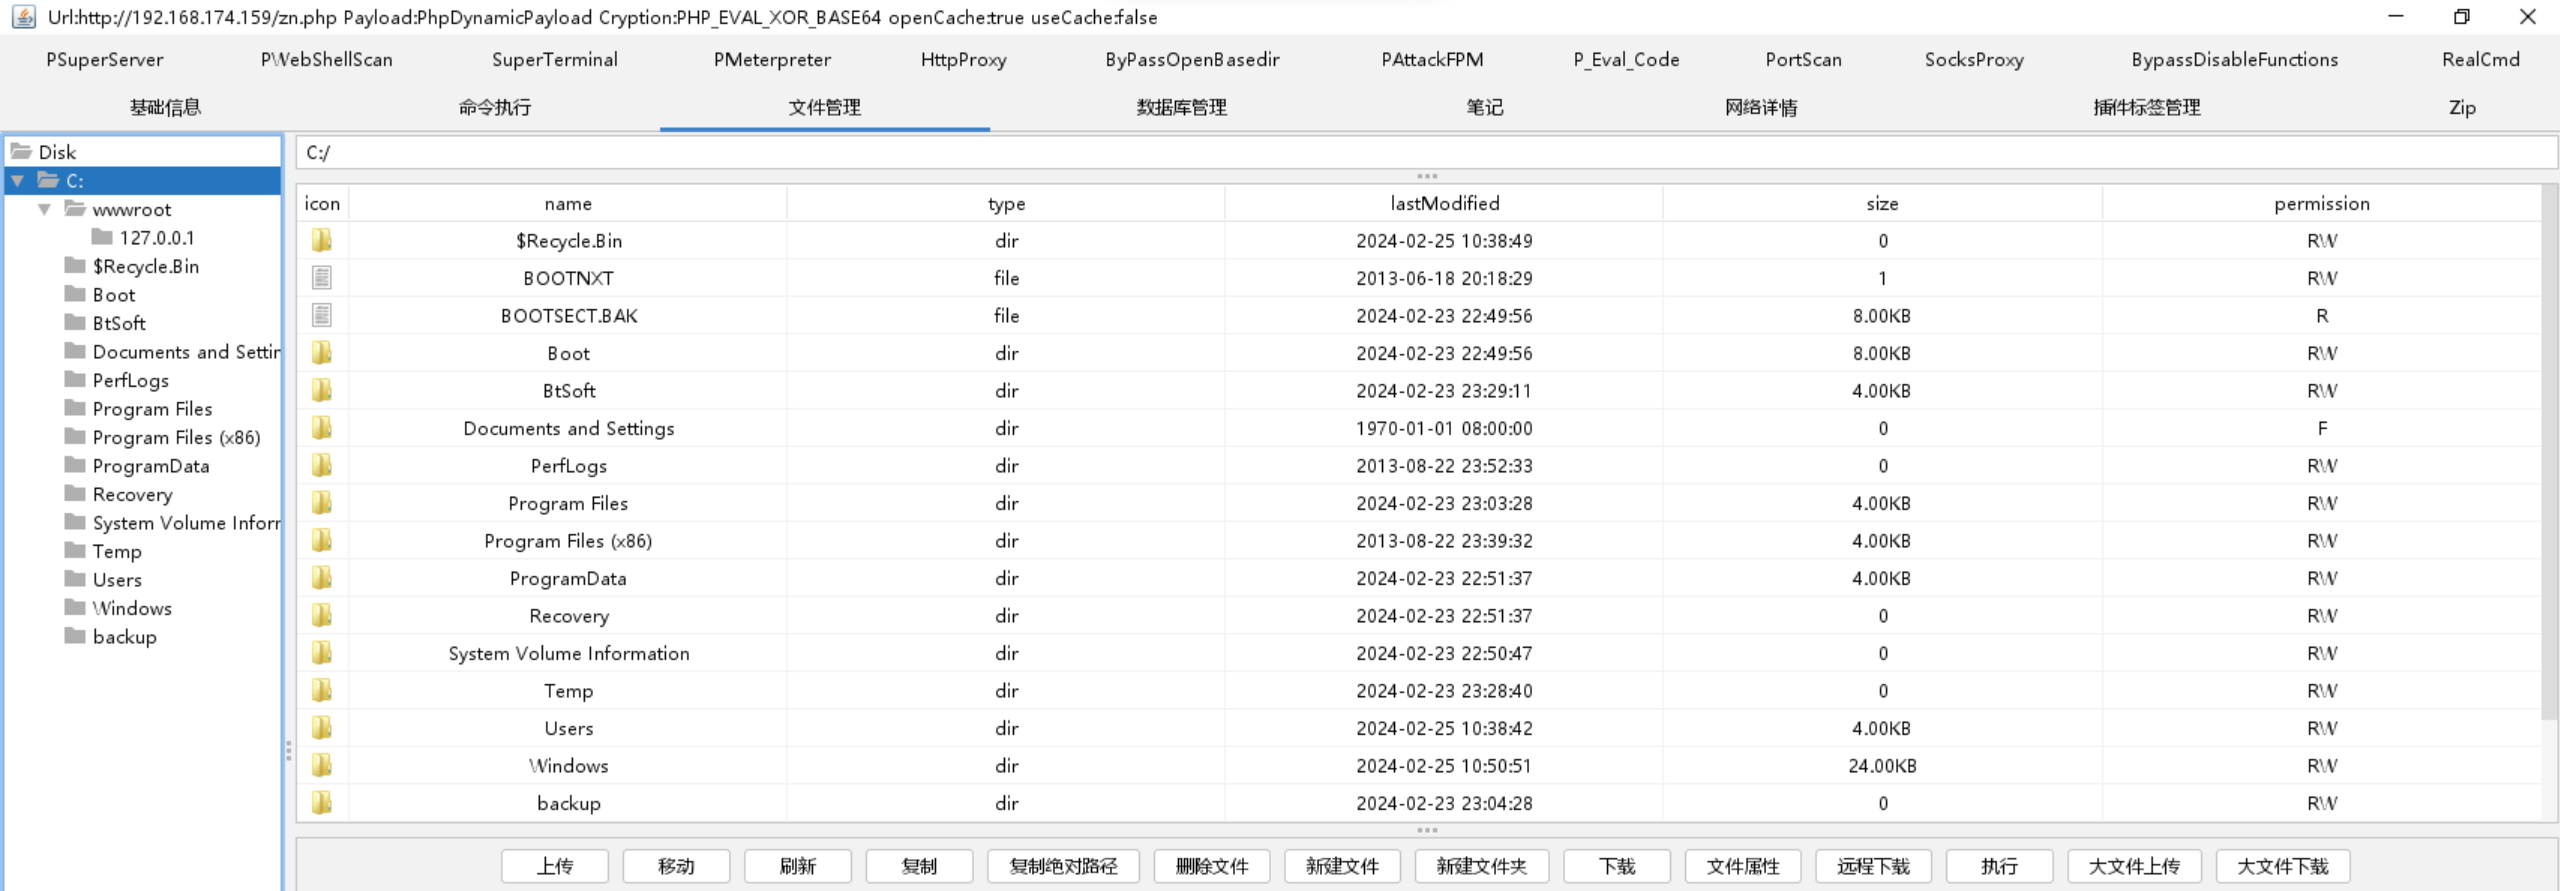 Url:http://192.168.174.159/zn.php Payload:PhpDynamicPayload Cryption:PHP_EVAL_XOR_BASE64 openCache:true useCache:false
PSuperServer PWebShellScan SuperTerminal PMeterpreter HttpProxy ByPassOpenBasedir PAttackFPM P_Eval_Code PortScan SocksProxy BypassDisableFunctions RealCmd
基础信息 命令执行 文件管理 数据库管理 笔记 网络详情 插件标签管理 Zip
Disk
C:
wwwroot
127.0.0.1
$Recycle.Bin
Boot
BtSoft
Documents and Settin
PerfLogs
Program Files
Program Files (x86)
ProgramData
Recovery
System Volume Inforr
Temp
Users
Windows
backup
C:/
icon name type lastModified size permission
$Recycle.Bin dir 2024-02-25 10:38:49 0 RW
BOOTNXT file 2013-06-18 20:18:29 1 RW
BOOTSECT.BAK file 2024-02-23 22:49:56 8.00KB R
Boot dir 2024-02-23 22:49:56 8.00KB RW
BtSoft dir 2024-02-23 23:29:11 4.00KB RW
Documents and Settings dir 1970-01-01 08:00:00 0 F
PerfLogs dir 2013-08-22 23:52:33 0 RW
Program Files dir 2024-02-23 23:03:28 4.00KB RW
Program Files (x86) dir 2013-08-22 23:39:32 4.00KB RW
ProgramData dir 2024-02-23 22:51:37 4.00KB RW
Recovery dir 2024-02-23 22:51:37 0 RW
System Volume Information dir 2024-02-23 22:50:47 0 RW
Temp dir 2024-02-23 23:28:40 0 RW
Users dir 2024-02-25 10:38:42 4.00KB RW
Windows dir 2024-02-25 10:50:51 24.00KB RW
backup dir 2024-02-23 23:04:28 0 RW
上传 移动 刷新 复制 复制绝对路径 删除文件 新建文件 新建文件夹 下载 文件属性 远程下载 执行 大文件上传 大文件下载